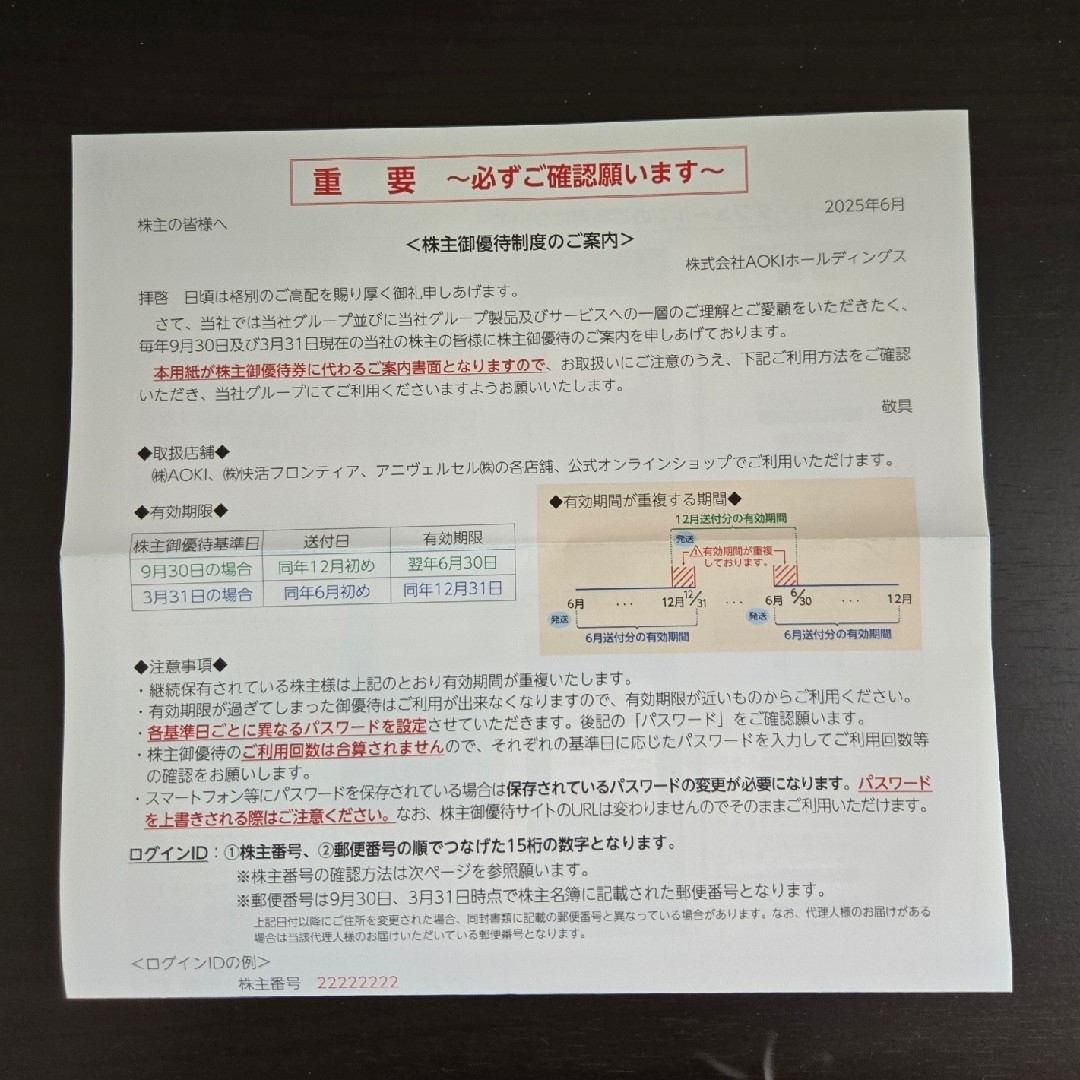 重 要 ～必ずご確認願います～
2025年6月
株主の皆様へ
＜株主御優待制度のご案内＞
株式会社AOKIホールディングス
拝啓　日頃は格別のご高配を賜り厚く御礼申しあげます。
さて、当社では当社グループ並びに当社グループ製品及びサービスへの一層のご理解とご愛顧をいただきたく、
毎年9月30日及び3月31日現在の当社の株主の皆様に株主御優待のご案内を申しあげております。
本用紙が株主御優待券に代わるご案内書面となりますので、お取扱いにご注意のうえ、下記ご利用方法をご確認
いただき、当社グループにてご利用くださいますようお願いいたします。
敬具
◆取扱店舗◆
㈱AOKI、㈱快活フロンティア、アニヴェルセル㈱の各店舗、公式オンラインショップでご利用いただけます。
◆有効期限◆
株主御優待基準日 送付日 有効期限
9月30日の場合 同年12月初め 翌年6月30日
3月31日の場合 同年6月初め 同年12月31日
◆有効期間が重複する期間◆
12月送付分の有効期間
発送
⚠有効期間が重複
しております。
6月 ・・・ 12月 12/31 ・・・ 6月 6/30 ・・・ 12月
発送 発送
6月送付分の有効期間 6月送付分の有効期間
◆注意事項◆
・継続保有されている株主様は上記のとおり有効期間が重複いたします。
・有効期限が過ぎてしまった御優待はご利用が出来なくなりますので、有効期限が近いものからご利用ください。
・各基準日ごとに異なるパスワードを設定させていただきます。後記の「パスワード」をご確認願います。
・株主御優待のご利用回数は合算されませんので、それぞれの基準日に応じたパスワードを入力してご利用回数等
の確認をお願いします。
・スマートフォン等にパスワードを保存されている場合は保存されているパスワードの変更が必要になります。パスワード
を上書きされる際はご注意ください。なお、株主御優待サイトのURLは変わりませんのでそのままご利用いただけます。
ログインID：①株主番号、②郵便番号の順でつなげた15桁の数字となります。
※株主番号の確認方法は次ページを参照願います。
※郵便番号は9月30日、3月31日時点で株主名簿に記載された郵便番号となります。
上記日付以降にご住所を変更された場合、同封書類に記載の郵便番号と異なっている場合があります。なお、代理人様のお届けがある
場合は当該代理人様のお届けいただいている郵便番号となります。
＜ログインIDの例＞
株主番号 22222222